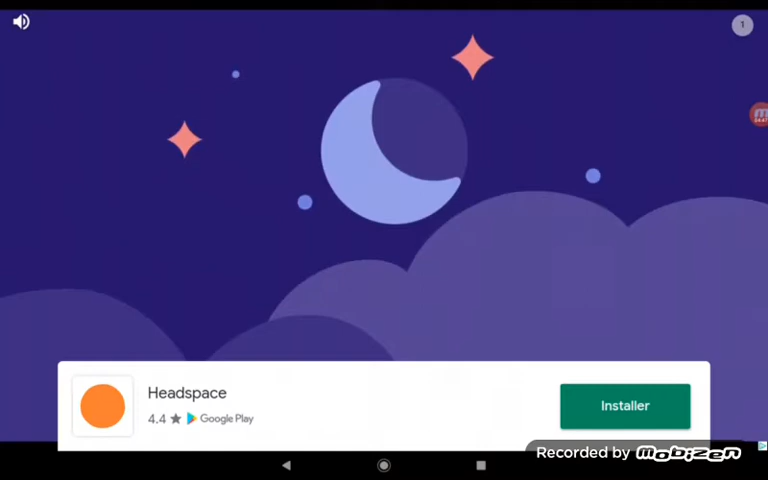 1
Headspace
4.4 ★ Google Play
Installer
Recorded by mobizen